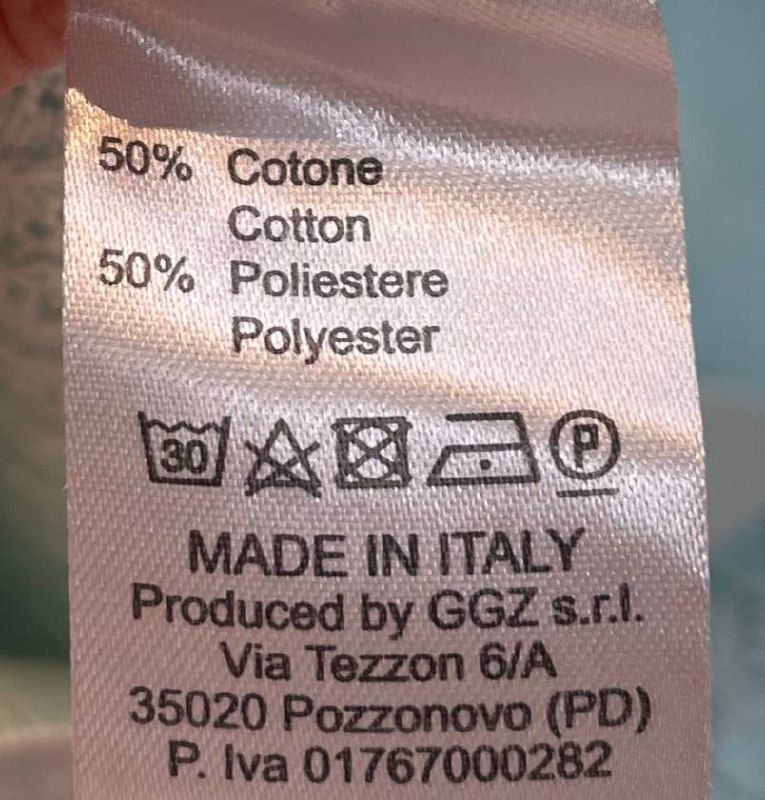 50% Cotone
Cotton
50% Poliestere
Polyester
30 P
MADE IN ITALY
Produced by GGZ s.r.l.
Via Tezzon 6/A
35020 Pozzonovo (PD)
P. Iva 01767000282